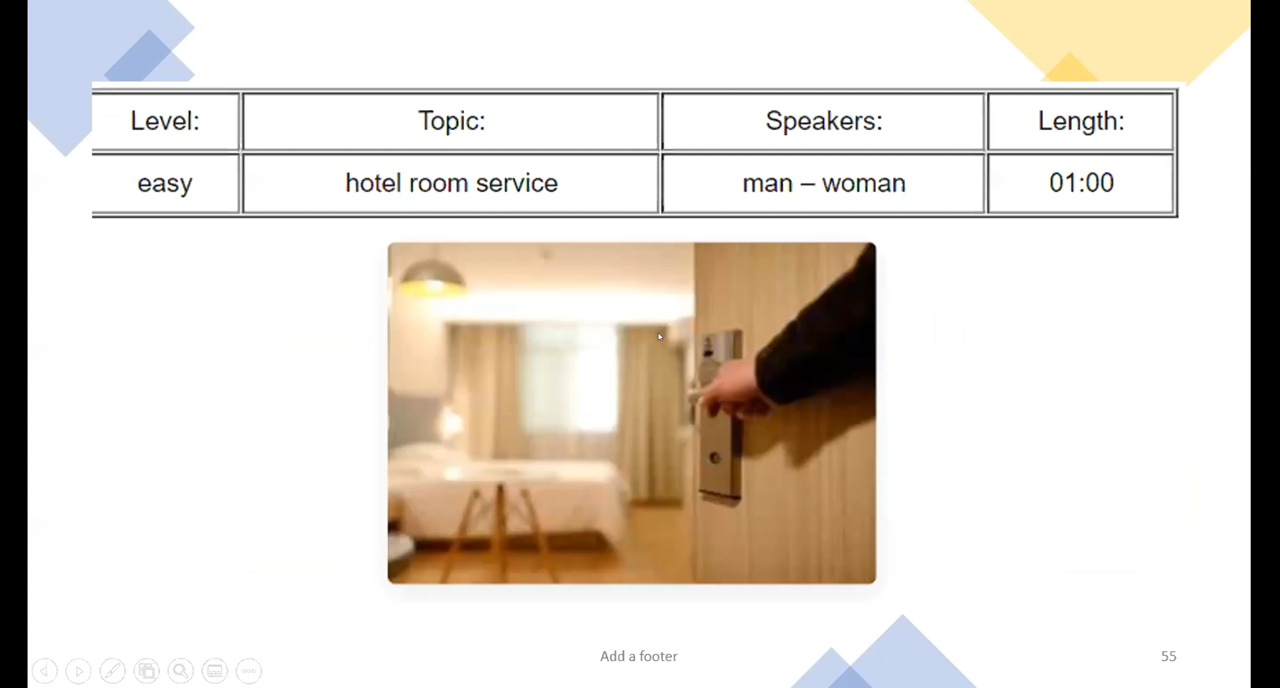 Level: Topic: Speakers: Length:
easy hotel room service man – woman 01:00
Add a footer 55